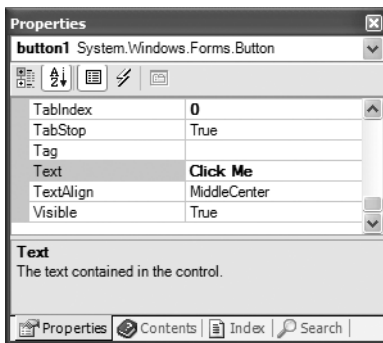 Properties
button1 System.Windows.Forms.Button
TabIndex 0
TabStop True
Tag
Text Click Me
TextAlign MiddleCenter
Visible True
Text
The text contained in the control.
Properties Contents Index Search